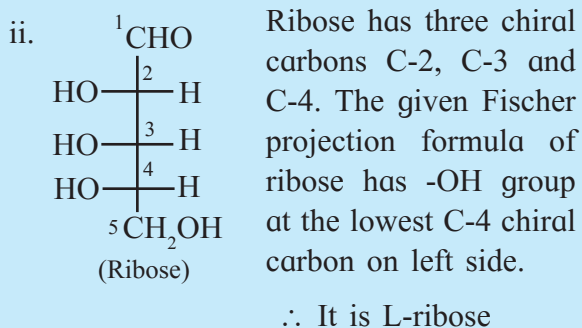 ii.
¹CHO
2
HO H
3
HO H
4
HO H
⁵CH₂OH
(Ribose)
Ribose has three chiral
carbons C-2, C-3 and
C-4. The given Fischer
projection formula of
ribose has -OH group
at the lowest C-4 chiral
carbon on left side.
∴ It is L-ribose